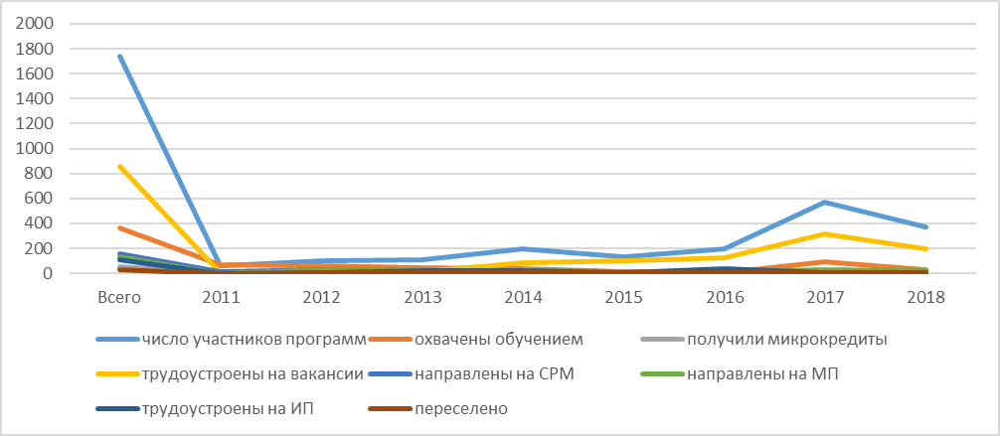 2000
1800
1600
1400
1200
1000
800
600
400
200
0
Всего 2011 2012 2013 2014 2015 2016 2017 2018
число участников программ охвачены обучением получили микрокредиты
трудоустроены на вакансии направлены на СРМ направлены на МП
трудоустроены на ИП переселено